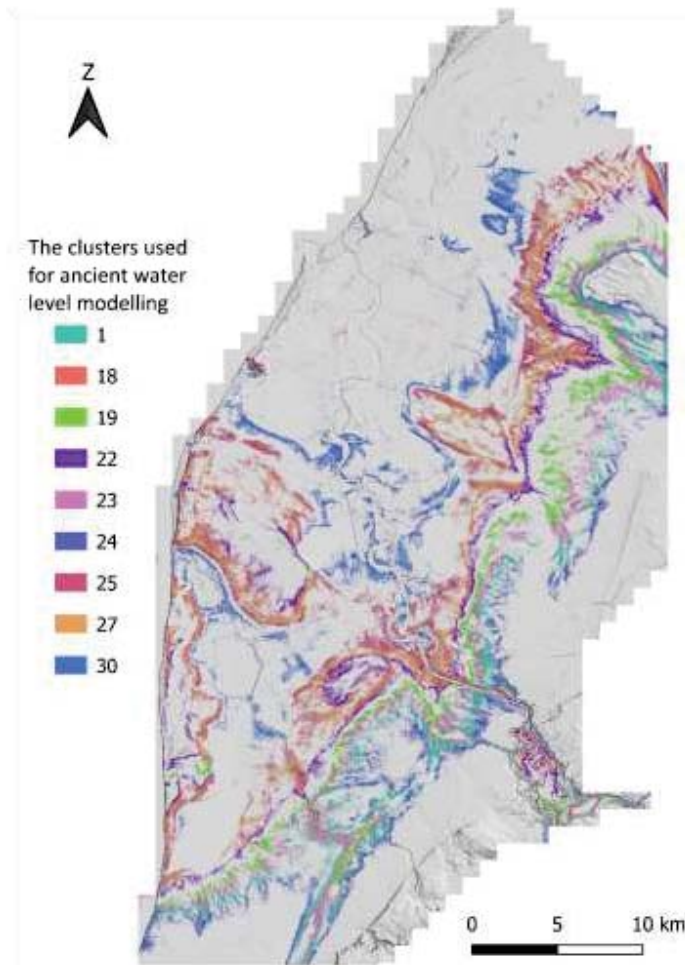 Z
The clusters used
for ancient water
level modelling
1
18
19
22
23
24
25
27
30
0 5 10 km